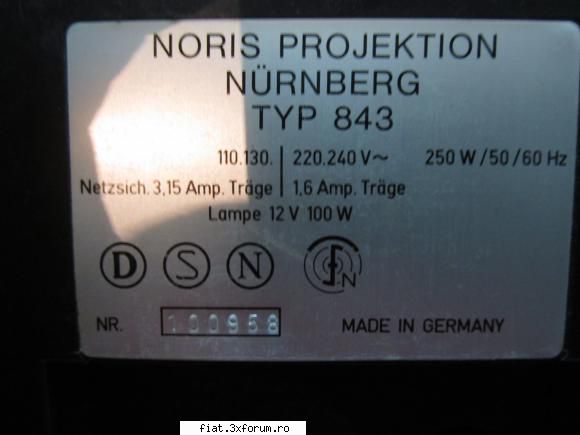 NORIS PROJEKTION
NÜRNBERG
TYP 843
110.130. 220.240 V~ 250 W/50/60 Hz
Netzsich. 3,15 Amp. Träge 1,6 Amp. Träge
Lampe 12 V 100 W
D S N N
NR. 100958 MADE IN GERMANY
fiat.3xforum.ro